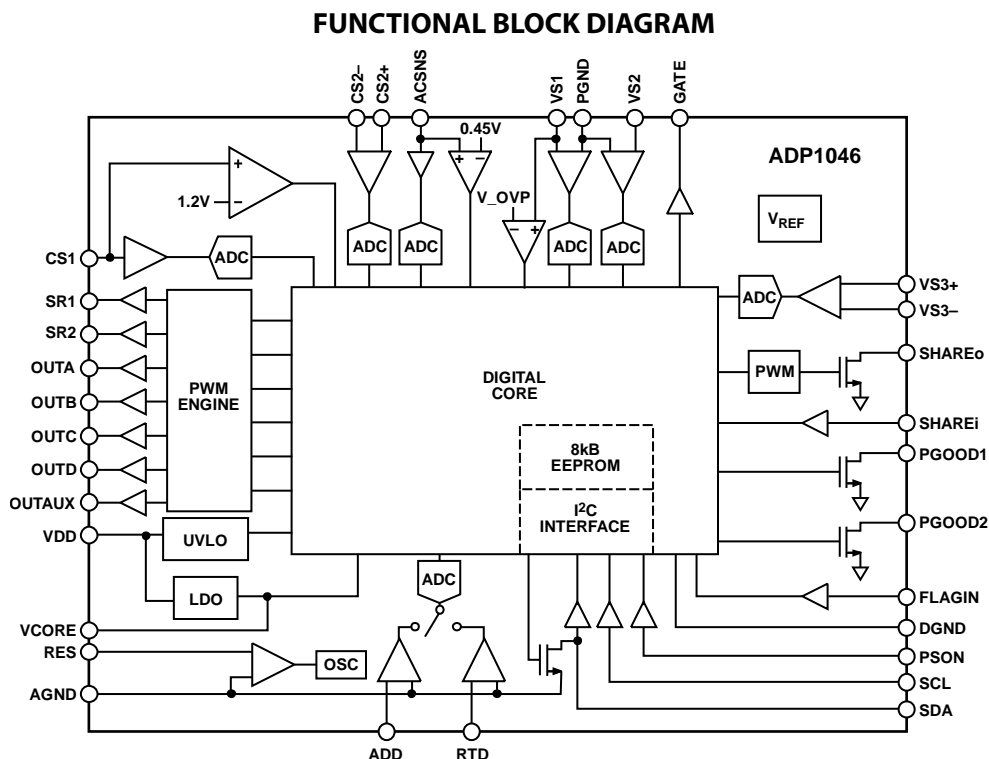 FUNCTIONAL BLOCK DIAGRAM
CS2–
CS2+
ACSNS
VS1
PGND
VS2
GATE
0.45V
+ –
ADP1046
+
1.2V –
V_OVP
– +
VREF
ADC
ADC
ADC
ADC
CS1
ADC
ADC
VS3+
VS3–
SR1
SR2
OUTA
OUTB
OUTC
OUTD
OUTAUX
PWM
ENGINE
DIGITAL
CORE
PWM
SHAREo
SHAREi
8kB
EEPROM
PGOOD1
I2C
INTERFACE
PGOOD2
VDD
UVLO
ADC
LDO
FLAGIN
VCORE
DGND
RES
OSC
PSON
AGND
SCL
SDA
ADD
RTD